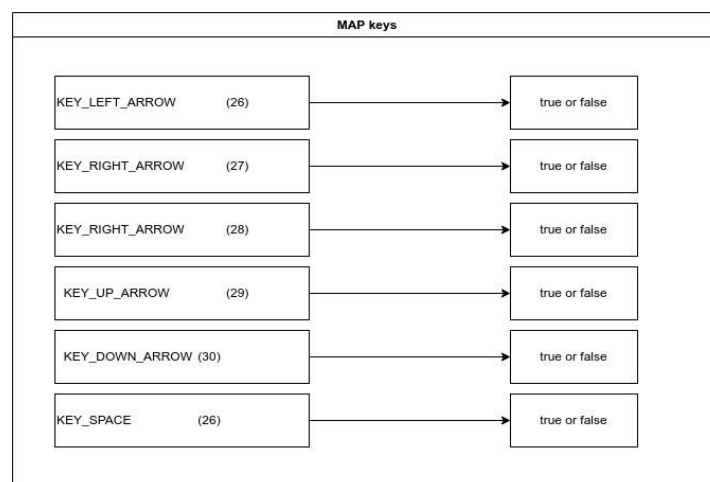 MAP keys
KEY_LEFT_ARROW (26) true or false
KEY_RIGHT_ARROW (27) true or false
KEY_RIGHT_ARROW (28) true or false
KEY_UP_ARROW (29) true or false
KEY_DOWN_ARROW (30) true or false
KEY_SPACE (26) true or false